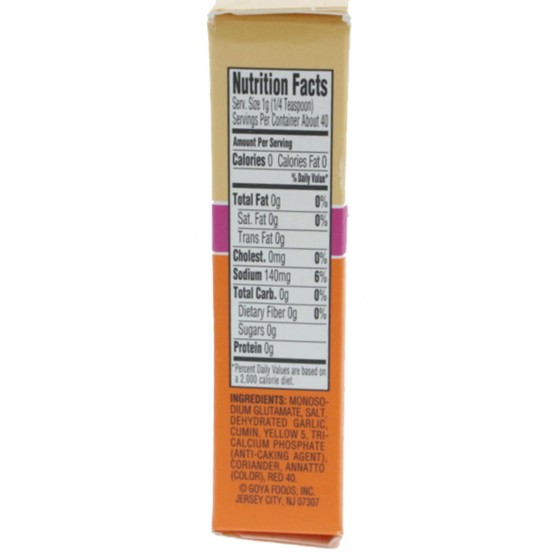 Nutrition Facts
Serv. Size 1g (1/4 Teaspoon)
Servings Per Container About 40
Amount Per Serving
Calories 0 Calories Fat 0
% Daily Value*
Total Fat 0g 0%
Sat. Fat 0g 0%
Trans Fat 0g
Cholest. 0mg 0%
Sodium 140mg 6%
Total Carb. 0g 0%
Dietary Fiber 0g 0%
Sugars 0g
Protein 0g
*Percent Daily Values are based on
a 2,000 calorie diet.
INGREDIENTS: MONOSO-
DIUM GLUTAMATE, SALT,
DEHYDRATED GARLIC,
CUMIN, YELLOW 5, TRI-
CALCIUM PHOSPHATE
(ANTI-CAKING AGENT),
CORIANDER, ANNATTO
(COLOR), RED 40.
© GOYA FOODS, INC.
JERSEY CITY, NJ 07307